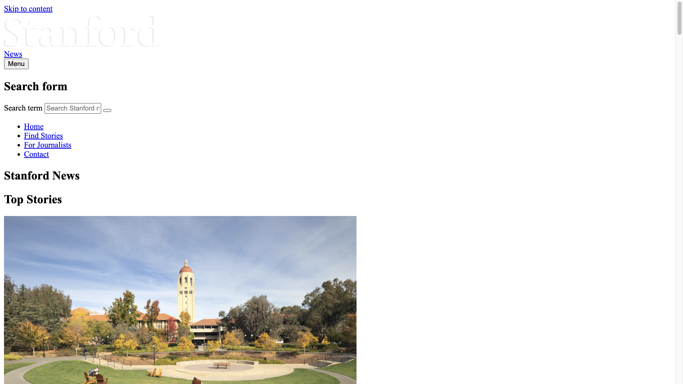 Skip to content
Stanford
News
Menu
Search form
Search term Search Stanford
Home
Find Stories
For Journalists
Contact
Stanford News
Top Stories